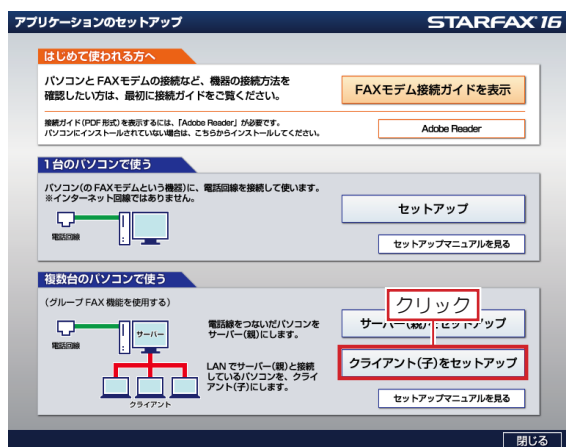 アプリケーションのセットアップ
STARFAX 16
はじめて使われる方へ
パソコンとFAXモデムの接続など、機器の接続方法を
確認したい方は、最初に接続ガイドをご覧ください。
FAXモデム接続ガイドを表示
接続ガイド(PDF形式)を表示するには、「Adobe Reader」が必要です。
パソコンにインストールされていない場合は、こちらからインストールしてください。
Adobe Reader
1台のパソコンで使う
パソコン(のFAXモデムという機器)に、電話回線を接続して使います。
※インターネット回線ではありません。
電話回線
セットアップ
セットアップマニュアルを見る
複数台のパソコンで使う
(グループFAX機能を使用する)
電話回線
サーバー
クライアント
電話線をつないだパソコンを
サーバー(親)にします。
LANでサーバー(親)と接続
しているパソコンを、クライ
アント(子)にします。
クリック
サーバー(親)をセットアップ
クライアント(子)をセットアップ
セットアップマニュアルを見る
閉じる